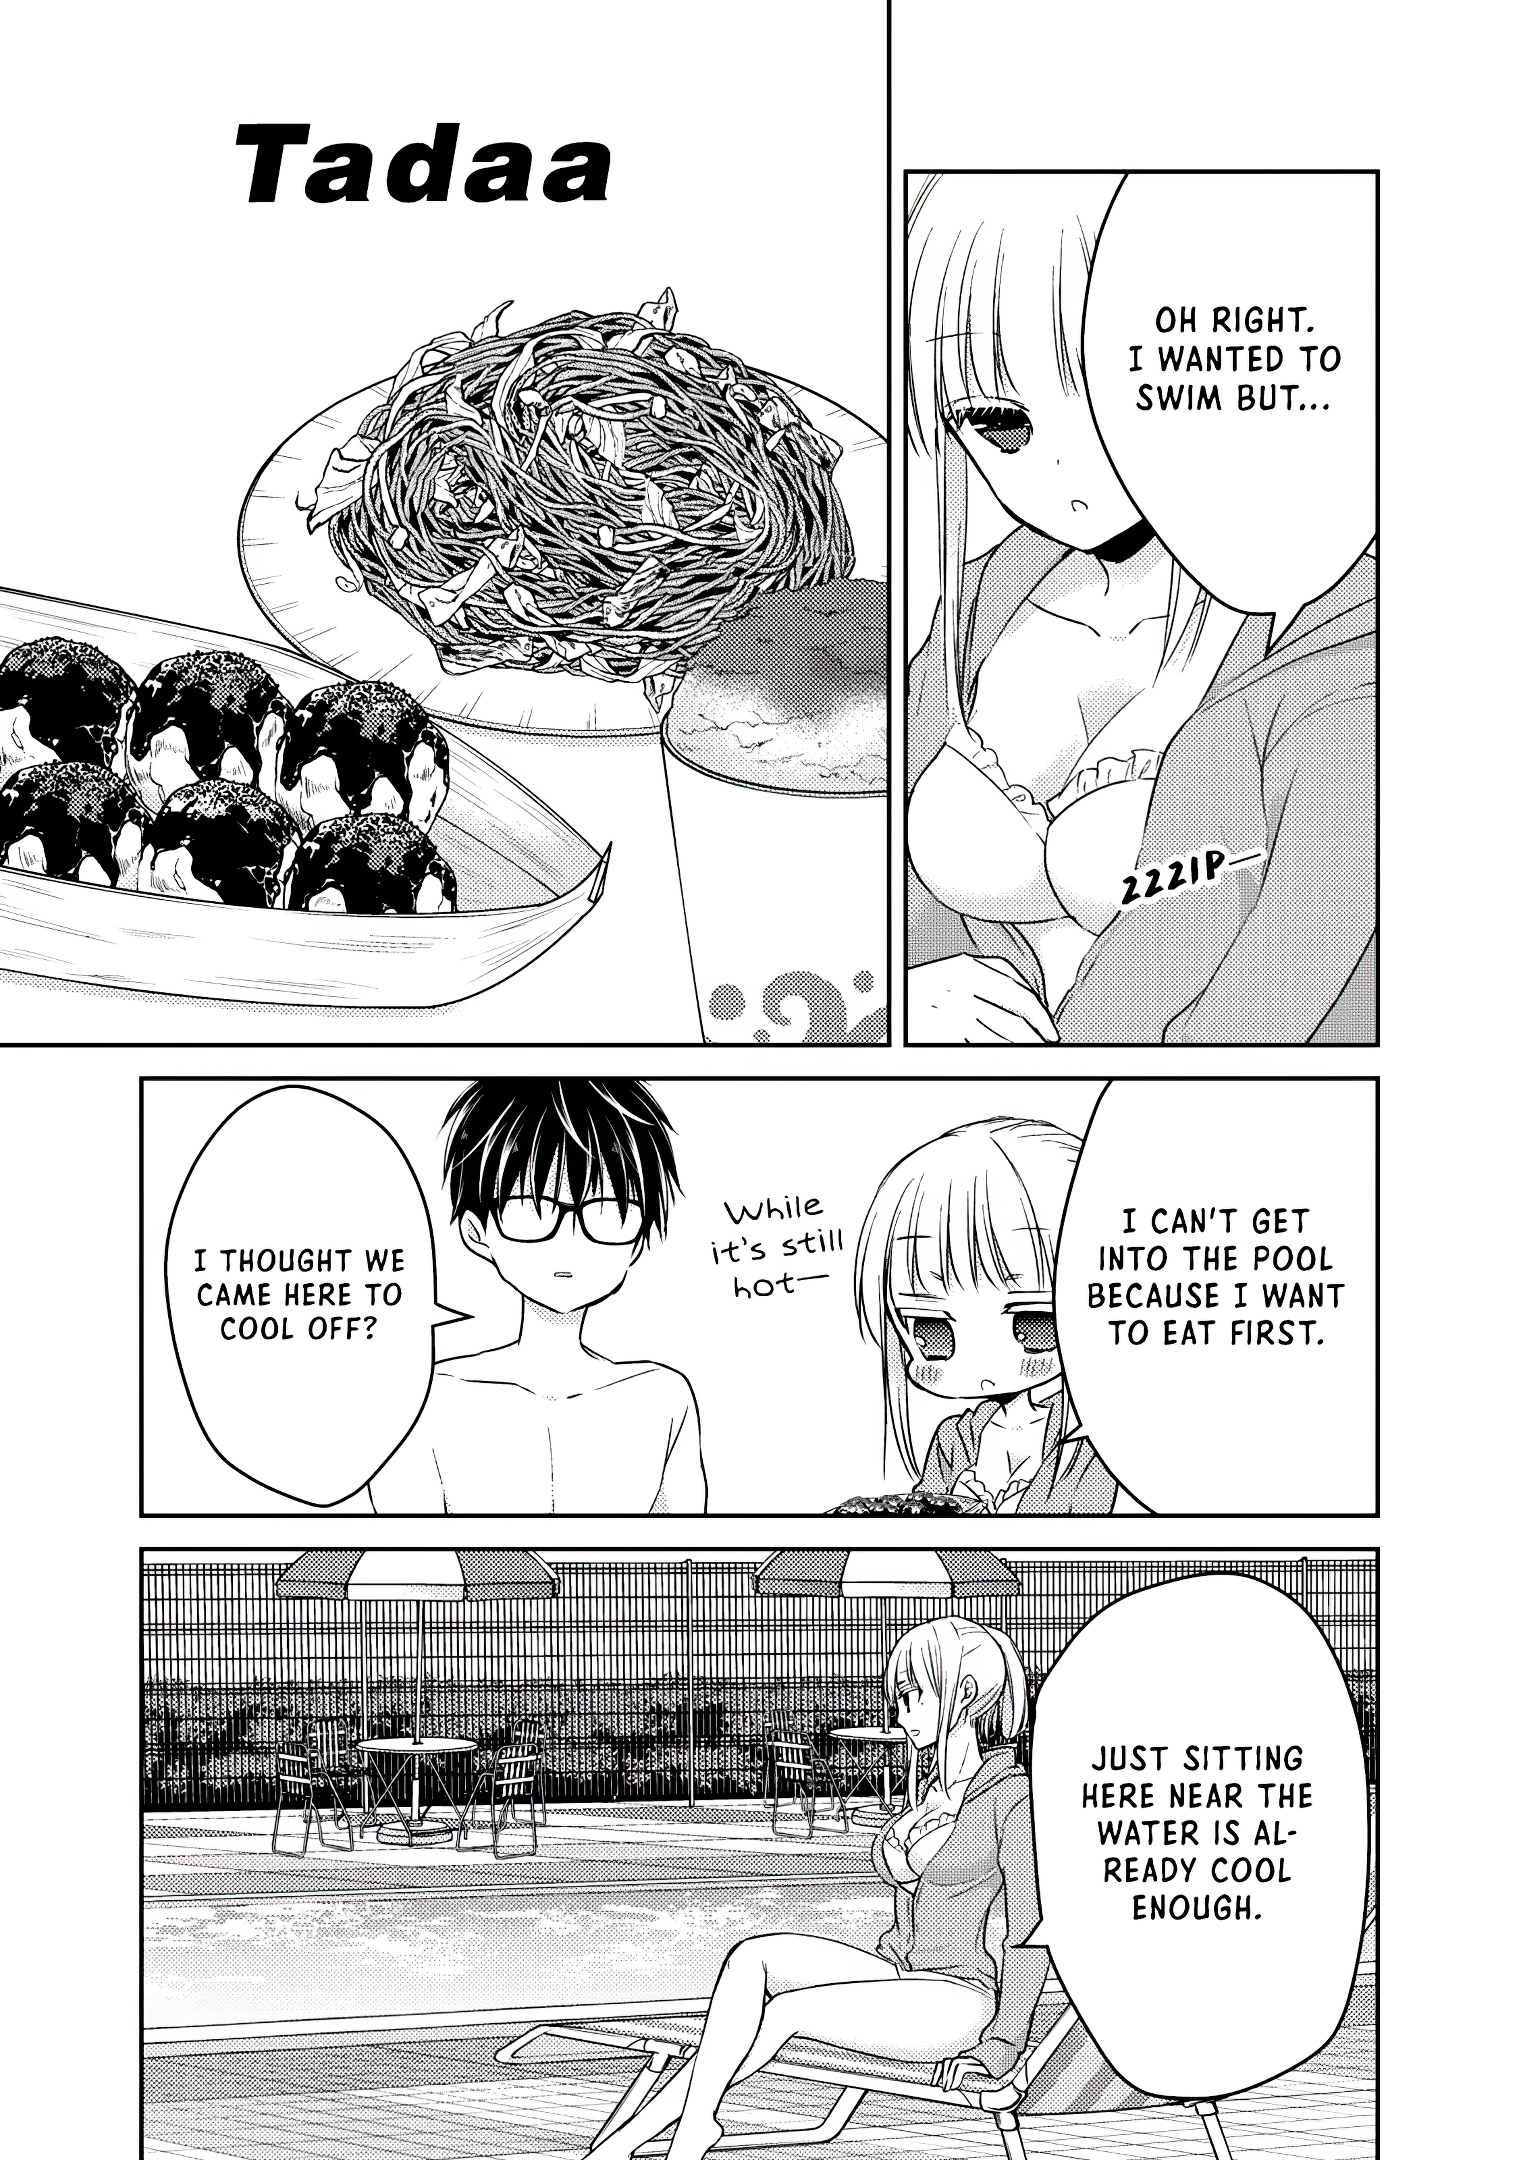 OH RIGHT.
I WANTED TO
SWIM BUT...
ZZZIP—
Tadaa
I CAN'T GET
INTO THE POOL
BECAUSE I WANT
TO EAT FIRST.
While
it's still
hot—
I THOUGHT WE
CAME HERE TO
COOL OFF?
JUST SITTING
HERE NEAR THE
WATER IS AL-
READY COOL
ENOUGH.